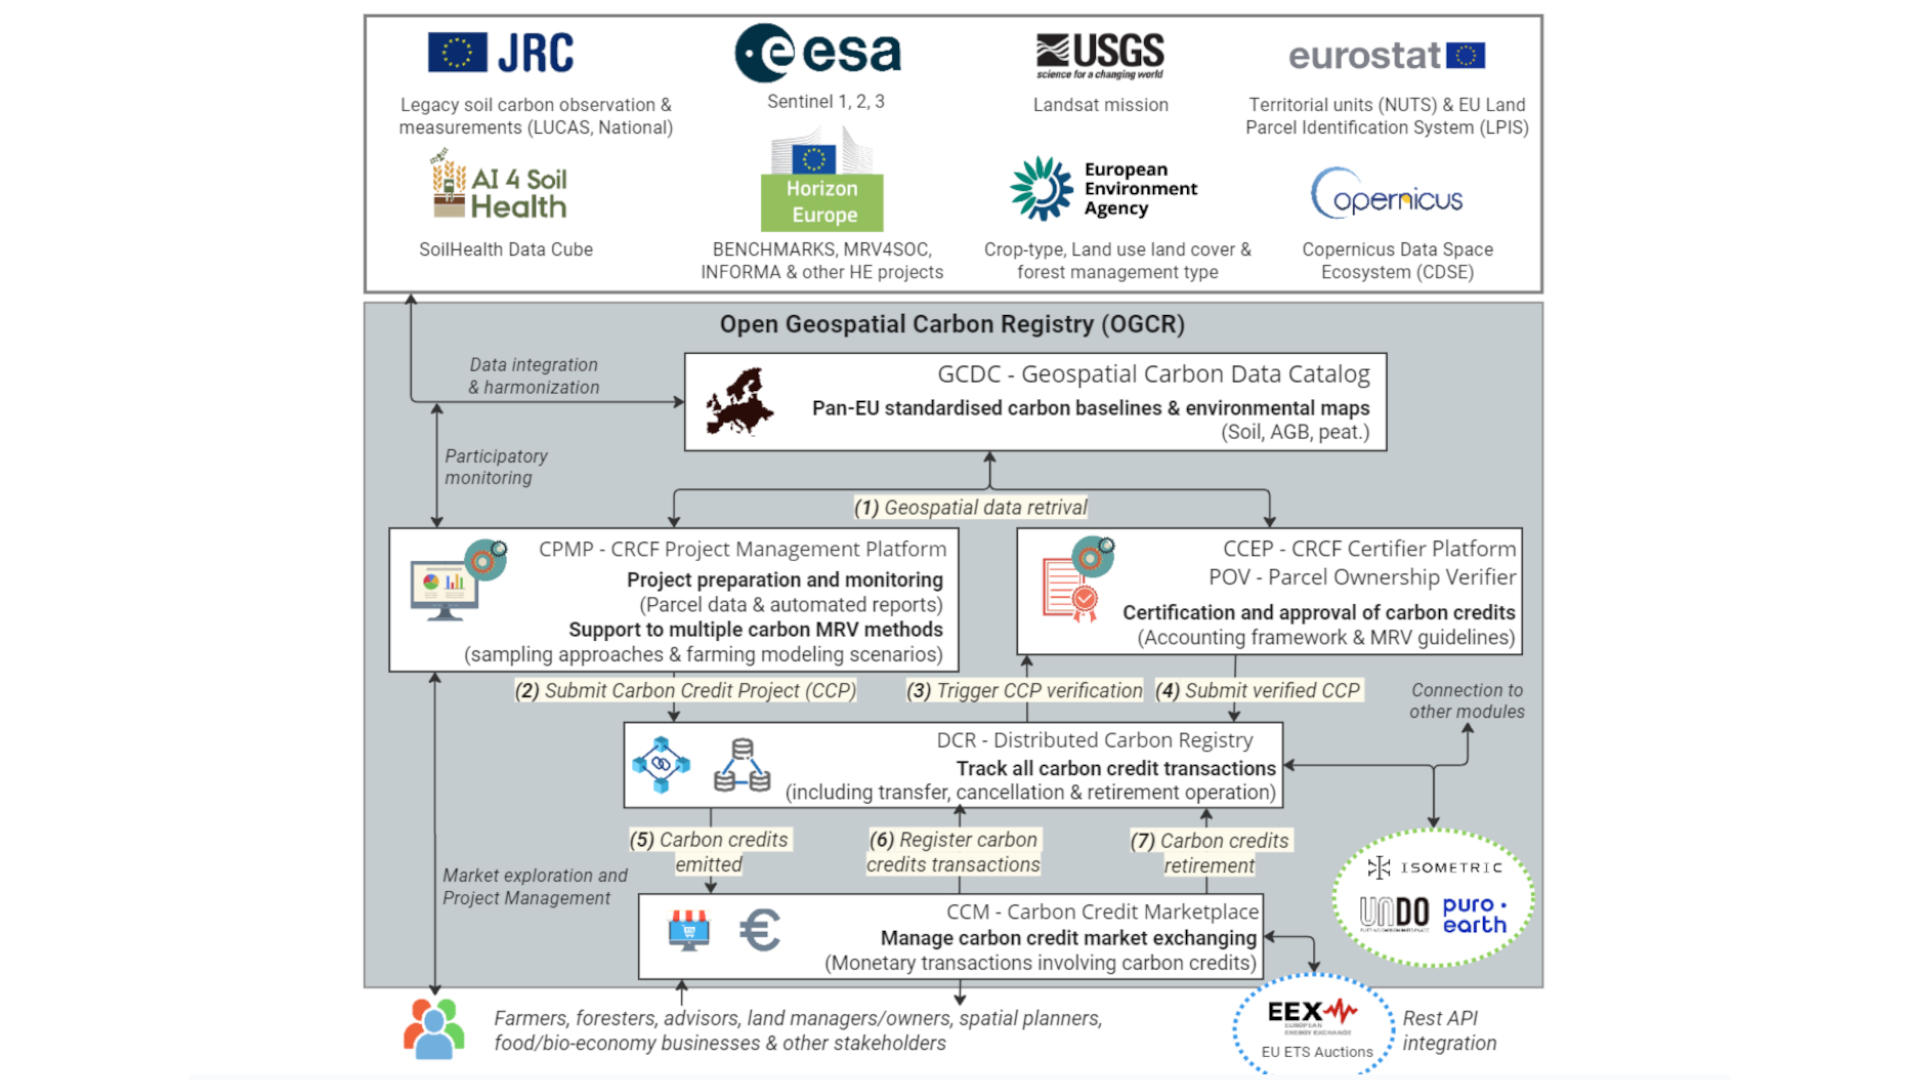 JRC
Legacy soil carbon observation &
measurements (LUCAS, National)
esa
Sentinel 1, 2, 3
USGS
science for a changing world
Landsat mission
eurostat
Territorial units (NUTS) & EU Land
Parcel Identification System (LPIS)
AI 4 Soil
Health
SoilHealth Data Cube
Horizon
Europe
BENCHMARKS, MRV4SOC,
INFORMA & other HE projects
European
Environment
Agency
Crop-type, Land use land cover &
forest management type
opernicus
Copernicus Data Space
Ecosystem (CDSE)
Open Geospatial Carbon Registry (OGCR)
Data integration
& harmonization
GCDC - Geospatial Carbon Data Catalog
Pan-EU standardised carbon baselines & environmental maps
(Soil, AGB, peat.)
Participatory
monitoring
(1) Geospatial data retrival
CPMP - CRCF Project Management Platform
Project preparation and monitoring
(Parcel data & automated reports)
Support to multiple carbon MRV methods
(sampling approaches & farming modeling scenarios)
CCEP - CRCF Certifier Platform
POV - Parcel Ownership Verifier
Certification and approval of carbon credits
(Accounting framework & MRV guidelines)
(2) Submit Carbon Credit Project (CCP)
(3) Trigger CCP verification
(4) Submit verified CCP
Connection to
other modules
DCR - Distributed Carbon Registry
Track all carbon credit transactions
(including transfer, cancellation & retirement operation)
(5) Carbon credits
emitted
(6) Register carbon
credits transactions
(7) Carbon credits
retirement
Market exploration and
Project Management
ISOMETRIC
UNDO
puro·
earth
CCM - Carbon Credit Marketplace
Manage carbon credit market exchanging
(Monetary transactions involving carbon credits)
Farmers, foresters, advisors, land managers/owners, spatial planners,
food/bio-economy businesses & other stakeholders
EEX
EUROPEAN
ENERGY EXCHANGE
EU ETS Auctions
Rest API
integration